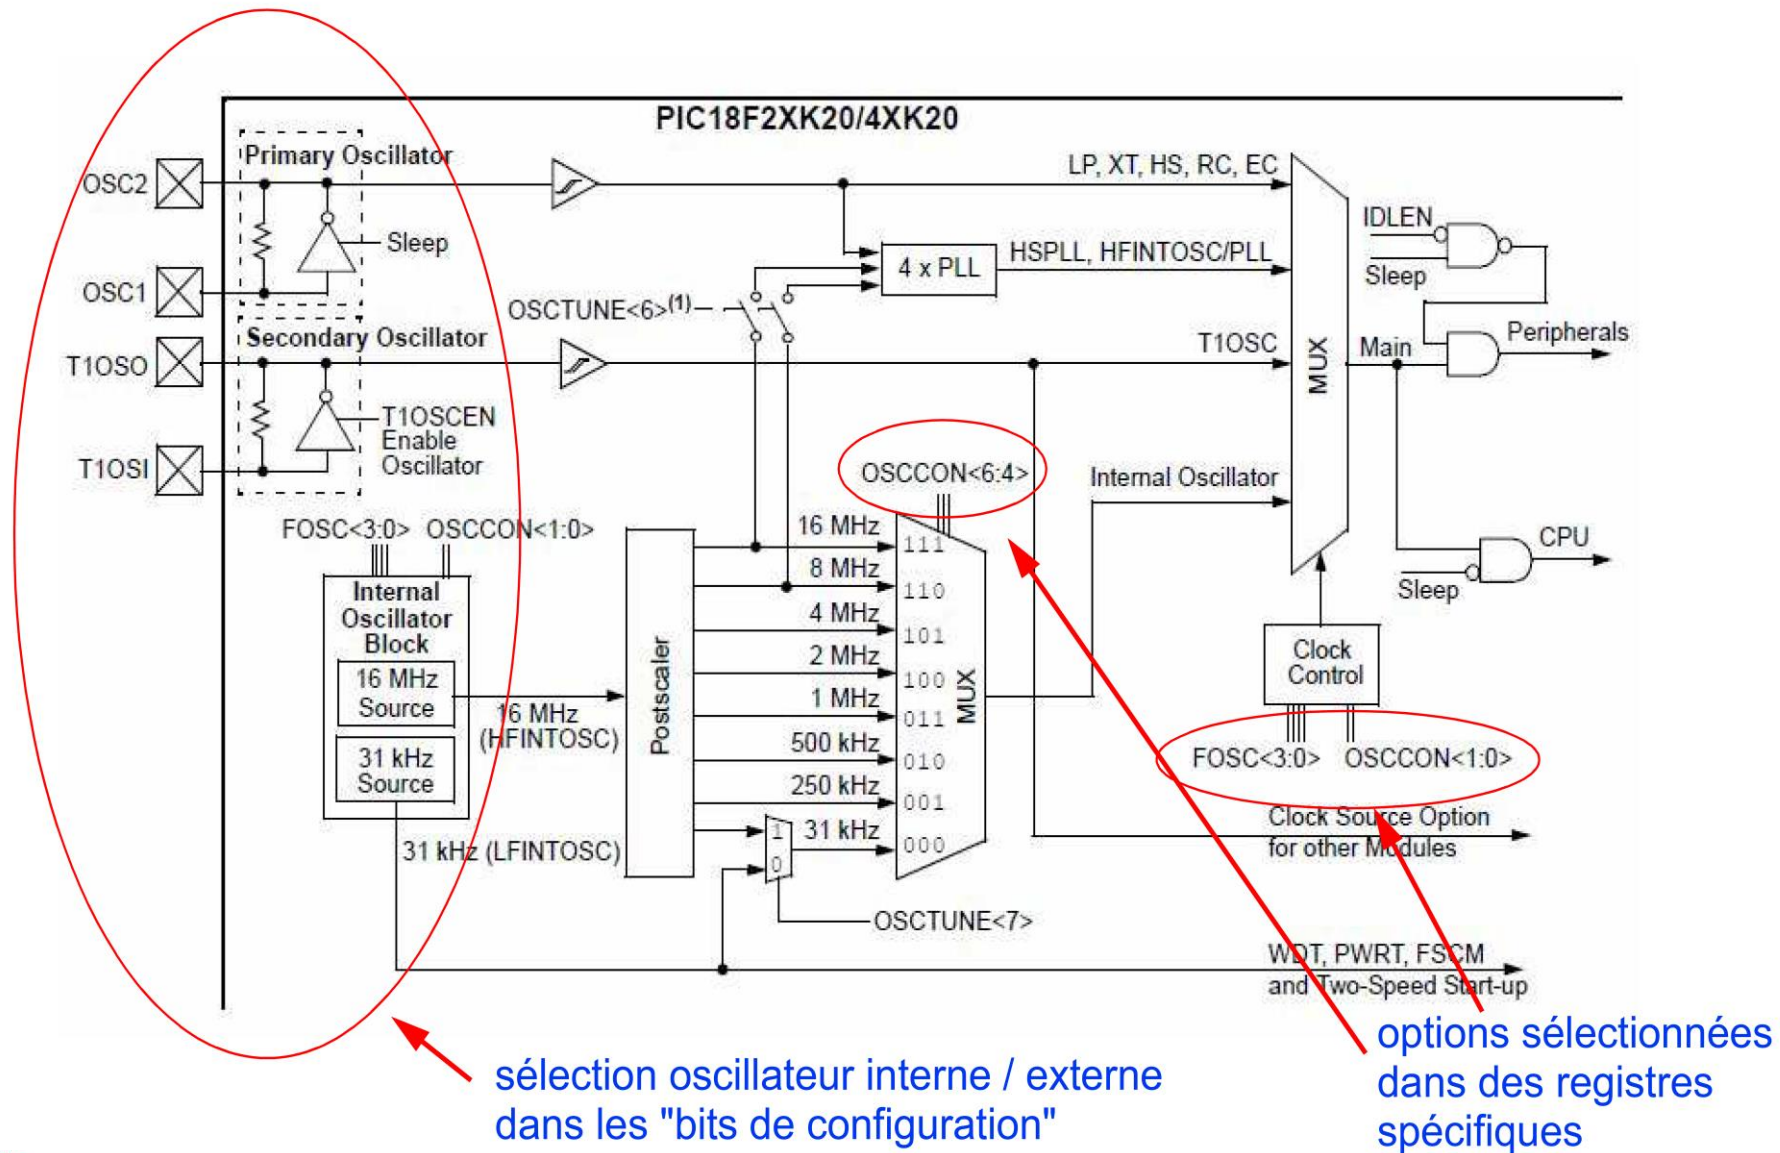 PIC18F2XK20/4XK20
Primary Oscillator
OSC2
Sleep
OSC1
LP, XT, HS, RC, EC
4 x PLL
HSPLL, HFINTOSC/PLL
OSCTUNE<6>(1)
IDLEN
Sleep
Secondary Oscillator
T1OSO
T1OSCEN
Enable
Oscillator
T1OSI
T1OSC
MUX
Main
Peripherals
OSCCON<6:4>
Internal Oscillator
CPU
Sleep
FOSC<3:0> OSCCON<1:0>
Internal
Oscillator
Block
16 MHz
Source
31 kHz
Source
16 MHz
(HFINTOSC)
31 kHz (LFINTOSC)
Postscaler
16 MHz
111
8 MHz
110
4 MHz
101
2 MHz
100
1 MHz
011
500 kHz
010
250 kHz
001
31 kHz
000
1
0
MUX
OSCTUNE<7>
Clock
Control
FOSC<3:0> OSCCON<1:0>
Clock Source Option
for other Modules
WDT, PWRT, FSCM
and Two-Speed Start-up
sélection oscillateur interne / externe
dans les "bits de configuration"
options sélectionnées
dans des registres
spécifiques